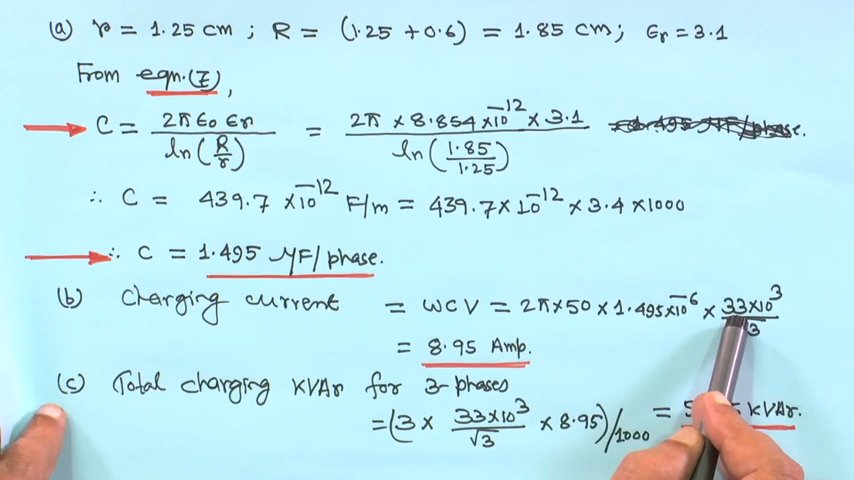 (a) r = 1.25 cm ; R = (1.25 + 0.6) = 1.85 cm ; Єr = 3.1
From eqn.(Z),
C = 2π Є0 Єr / ln(R/r) = 2π × 8.854 × 10^-12 × 3.1 / ln(1.85/1.25)
∴ C = 439.7 × 10^-12 F/m = 439.7 × 10^-12 × 3.4 × 1000
∴ C = 1.495 μF/phase.
(b) Charging current = ωCV = 2π × 50 × 1.495 × 10^-6 × 33×10^3 / √3
= 8.95 Amp.
(c) Total charging KVAr for 3-phases
= (3 × 33×10^3/√3 × 8.95)/1000 = KVAr.